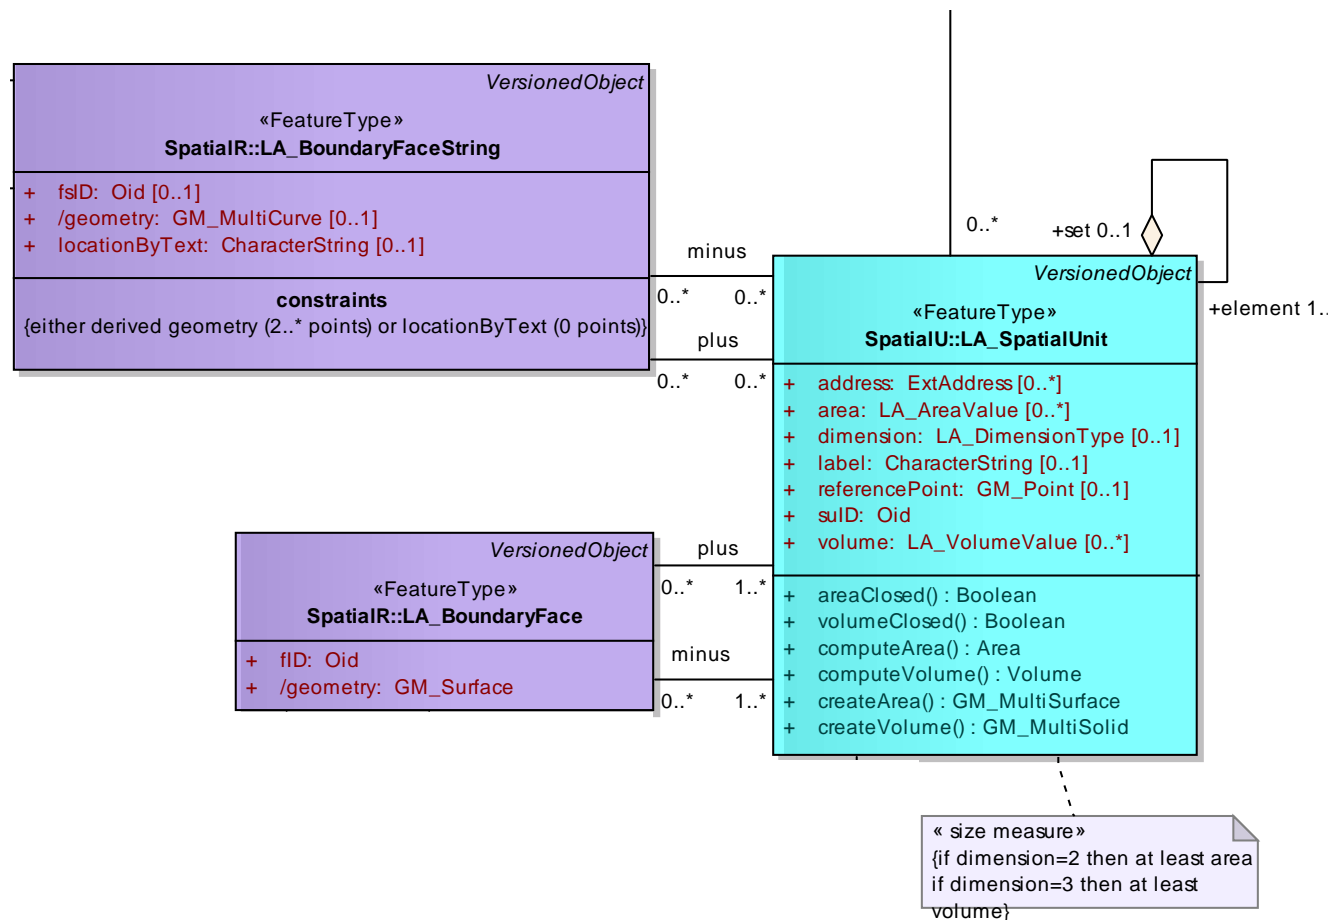 VersionedObject
«FeatureType»
SpatialR::LA_BoundaryFaceString
+ fsID: Oid [0..1]
+ /geometry: GM_MultiCurve [0..1]
+ locationByText: CharacterString [0..1]
constraints
{either derived geometry (2..* points) or locationByText (0 points)}
minus
0..* 0..*
plus
0..* 0..*
0..*
+set 0..1
+element 1..
VersionedObject
«FeatureType»
SpatialU::LA_SpatialUnit
+ address: ExtAddress [0..*]
+ area: LA_AreaValue [0..*]
+ dimension: LA_DimensionType [0..1]
+ label: CharacterString [0..1]
+ referencePoint: GM_Point [0..1]
+ suID: Oid
+ volume: LA_VolumeValue [0..*]
+ areaClosed() : Boolean
+ volumeClosed() : Boolean
+ computeArea() : Area
+ computeVolume() : Volume
+ createArea() : GM_MultiSurface
+ createVolume() : GM_MultiSolid
VersionedObject
«FeatureType»
SpatialR::LA_BoundaryFace
+ fID: Oid
+ /geometry: GM_Surface
plus
0..* 1..*
minus
0..* 1..*
« size measure»
{if dimension=2 then at least area
if dimension=3 then at least
volume}